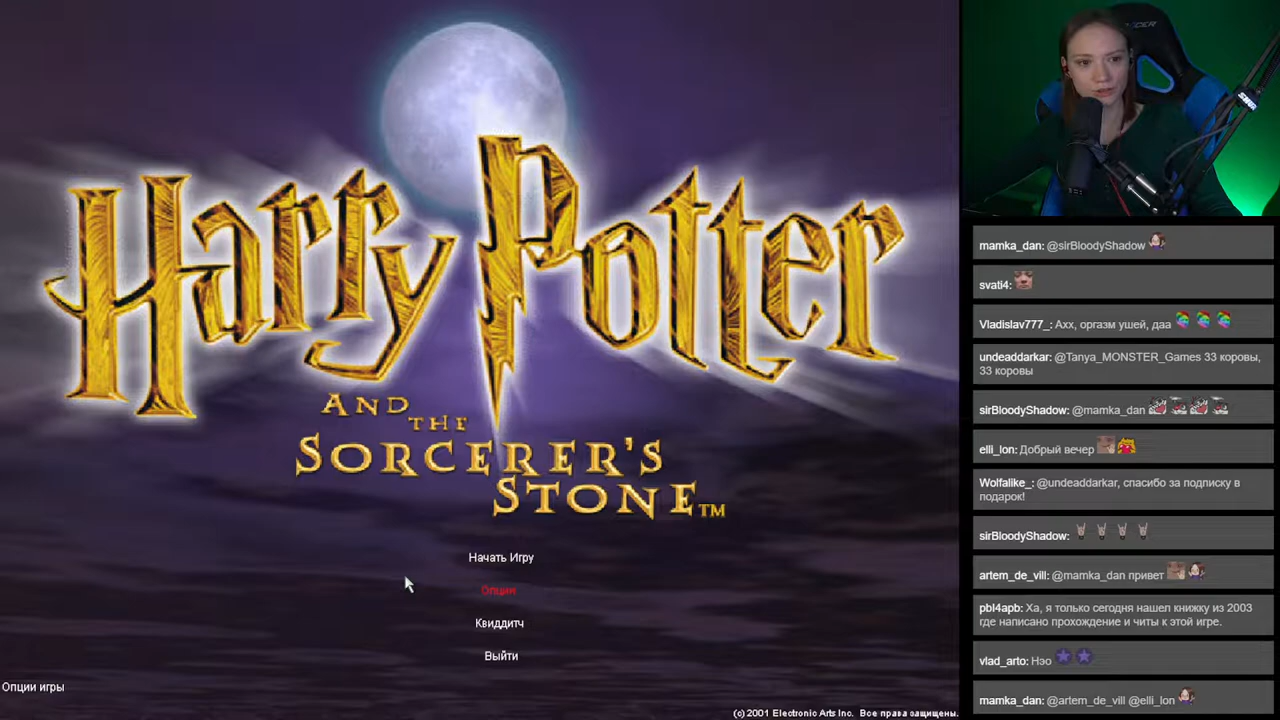 Harry Potter
AND
THE
SORCERER'S
STONE TM
Начать Игру
Опции
Квиддитч
Выйти
Опции игры
(c)2001 Electronic Arts Inc. Все права защищены.
mamka_dan: @sirBloodyShadow
svati4:
Vladislav777_: Ахх, оргазм ушей, даа
undeaddarkar: @Tanya_MONSTER_Games 33 коровы,
33 коровы
sirBloodyShadow: @mamka_dan
elli_lon: Добрый вечер
Wolfalike_: @undeaddarkar, спасибо за подписку в
подарок!
sirBloodyShadow:
artem_de_vill: @mamka_dan привет
pbl4apb: Ха, я только сегодня нашел книжку из 2003
где написано прохождение и читы к этой игре.
vlad_arto: Нэо
mamka_dan: @artem_de_vill @elli_lon